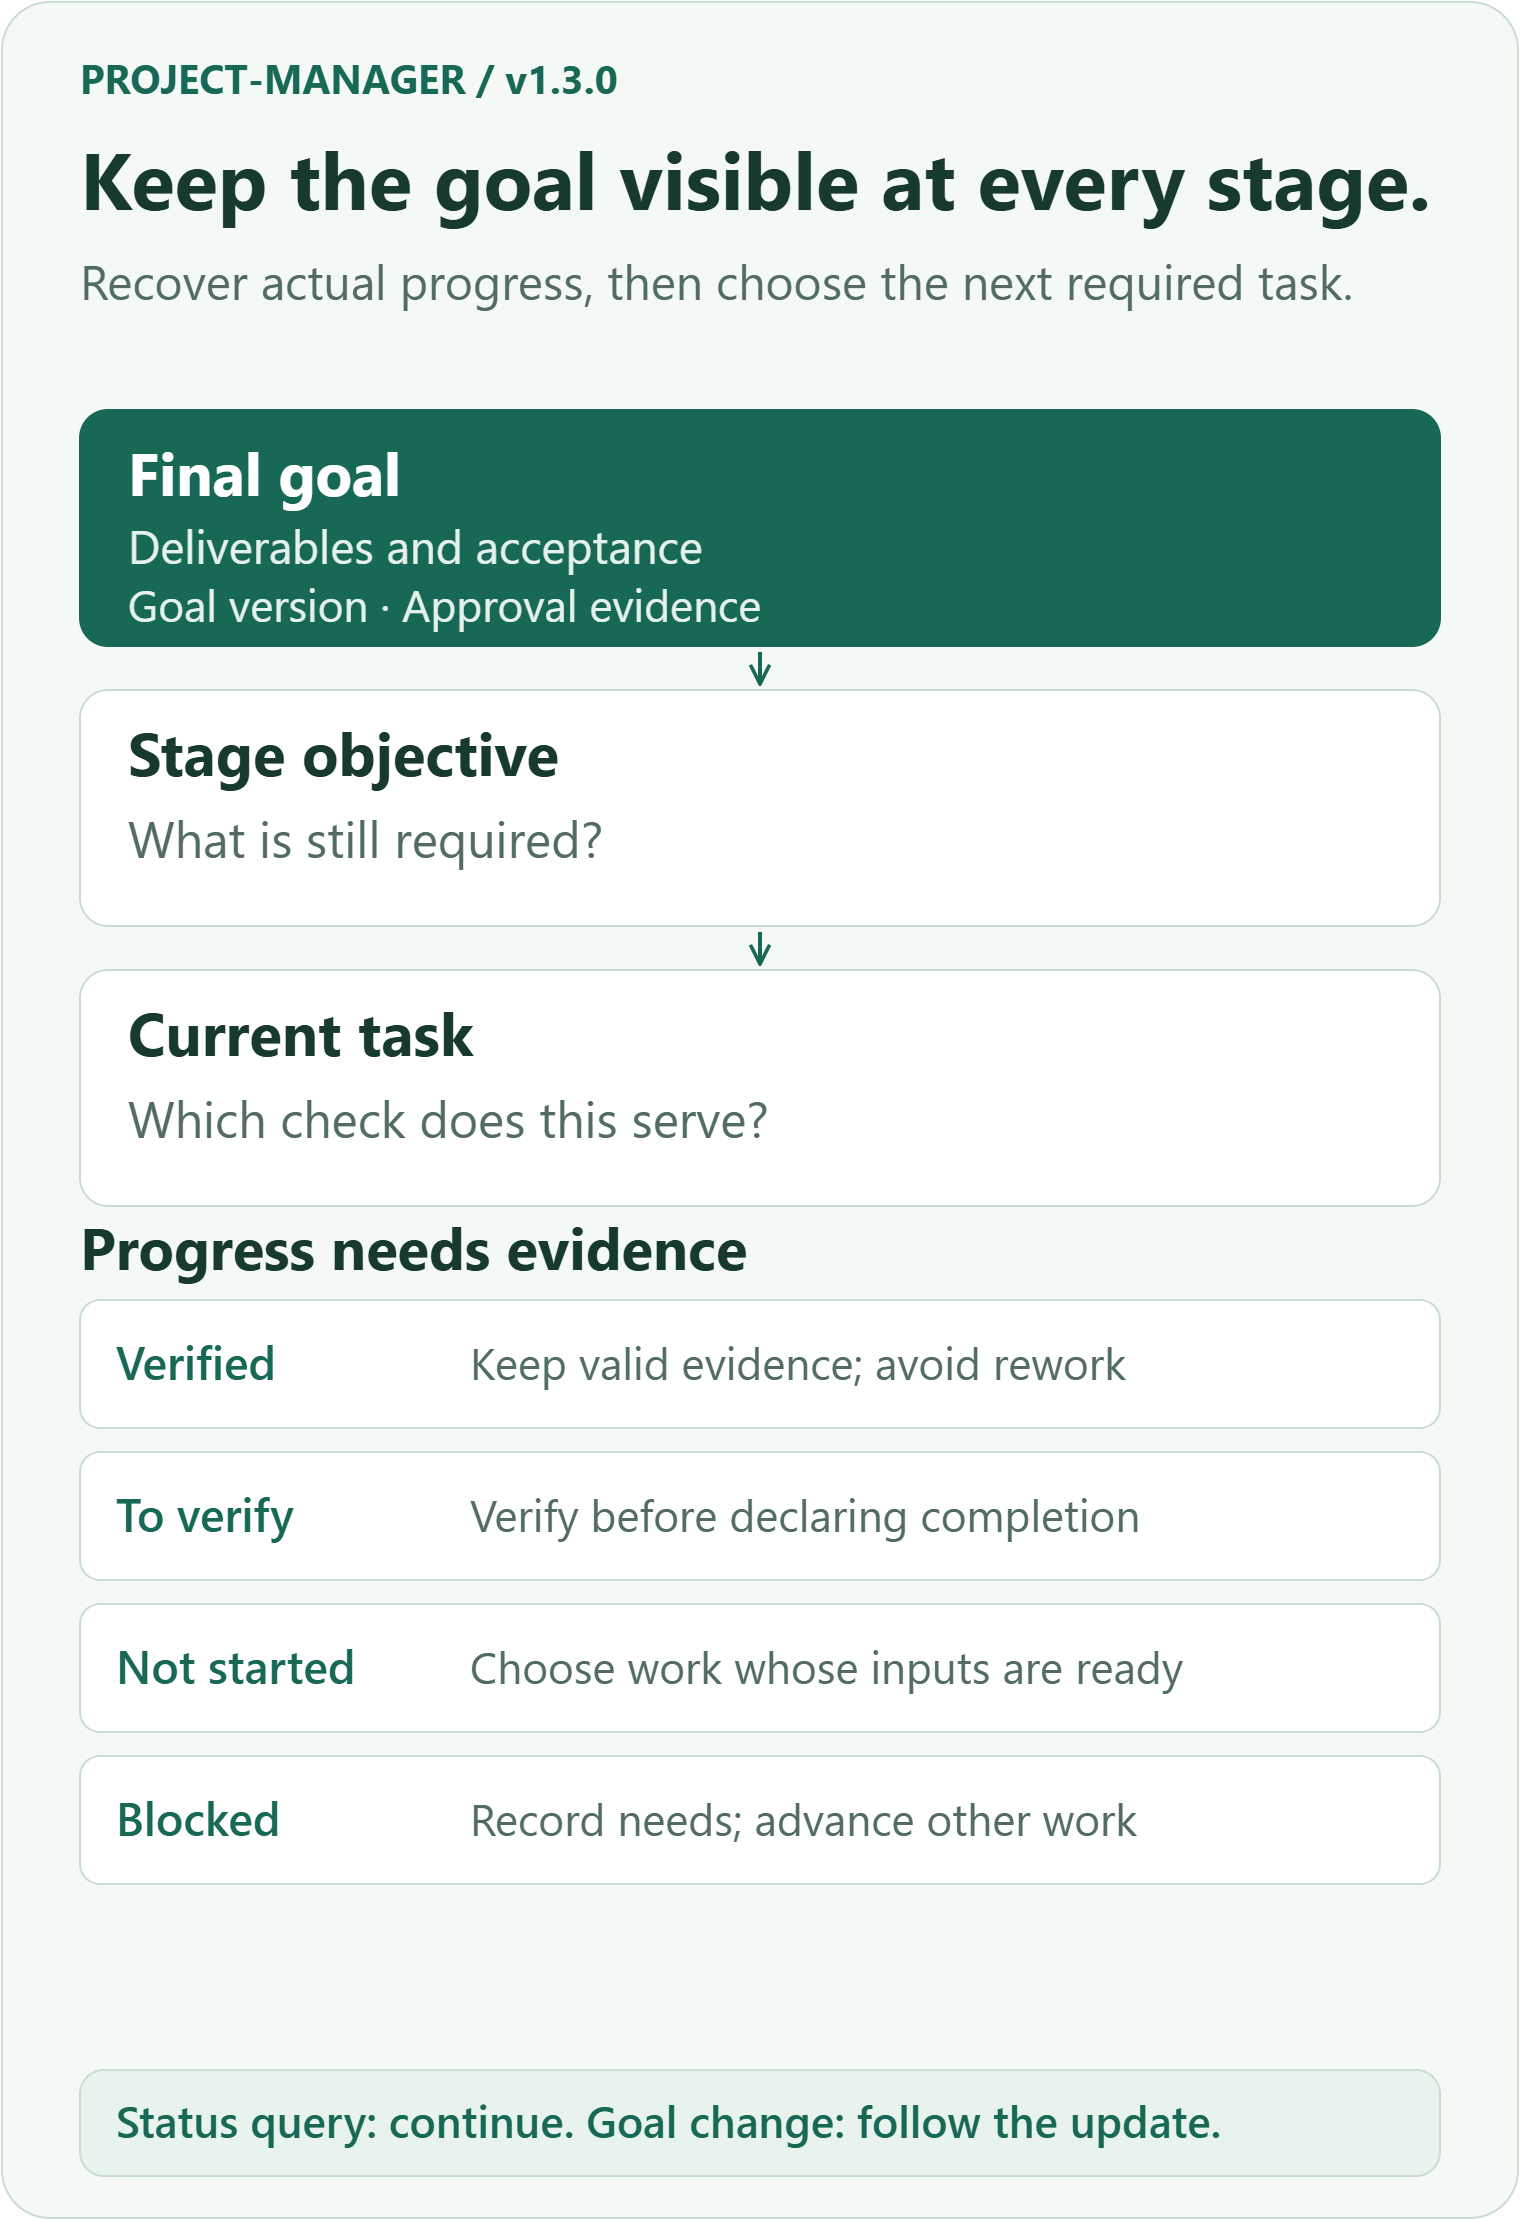 PROJECT-MANAGER / v1.3.0
Keep the goal visible at every stage.
Recover actual progress, then choose the next required task.
Final goal
Deliverables and acceptance
Goal version · Approval evidence
Stage objective
What is still required?
Current task
Which check does this serve?
Progress needs evidence
Verified Keep valid evidence; avoid rework
To verify Verify before declaring completion
Not started Choose work whose inputs are ready
Blocked Record needs; advance other work
Status query: continue. Goal change: follow the update.